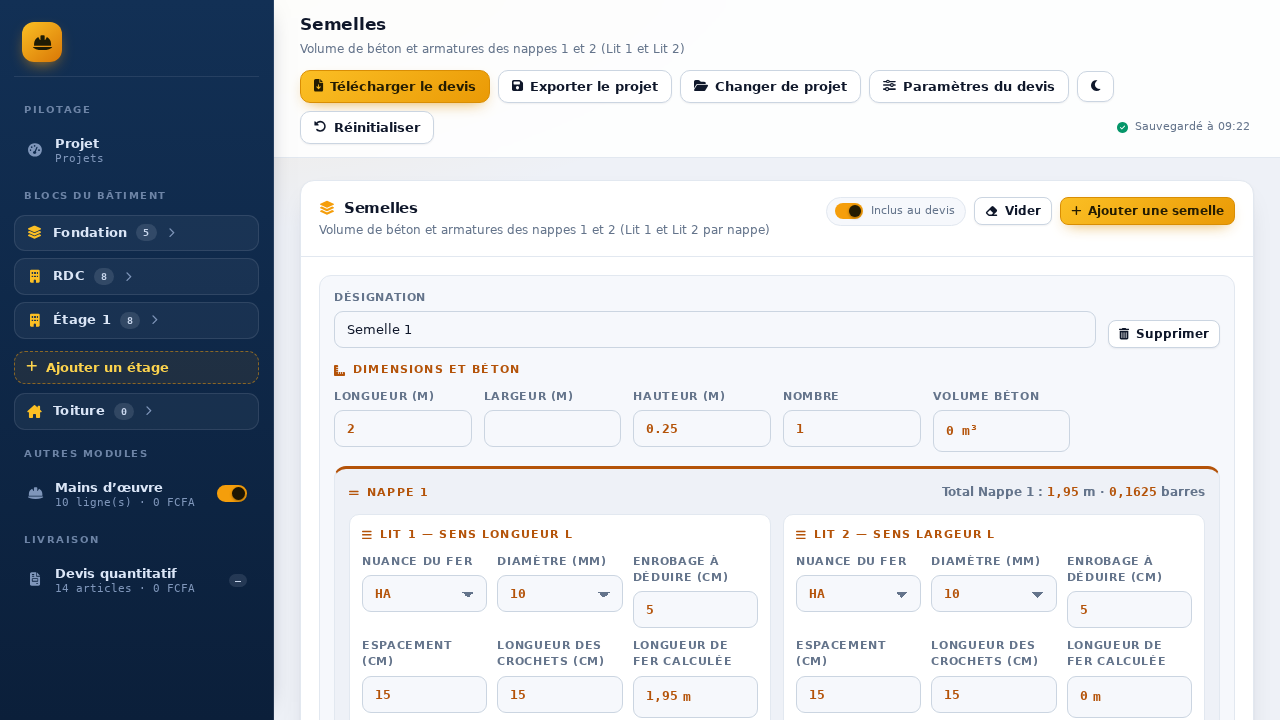 PILOTAGE
Projet
Projets
BLOCS DU BÂTIMENT
Fondation 5
RDC 8
Étage 1 8
+ Ajouter un étage
Toiture 0
AUTRES MODULES
Mains d’œuvre
10 ligne(s) · 0 FCFA
LIVRAISON
Devis quantitatif
14 articles · 0 FCFA
—
Semelles
Volume de béton et armatures des nappes 1 et 2 (Lit 1 et Lit 2)
Télécharger le devis
Exporter le projet
Changer de projet
Paramètres du devis
Réinitialiser
Sauvegardé à 09:22
Semelles
Volume de béton et armatures des nappes 1 et 2 (Lit 1 et Lit 2 par nappe)
Inclus au devis
Vider
+ Ajouter une semelle
DÉSIGNATION
Semelle 1
Supprimer
DIMENSIONS ET BÉTON
LONGUEUR (M) LARGEUR (M) HAUTEUR (M) NOMBRE VOLUME BÉTON
2 0.25 1 0 m³
NAPPE 1
Total Nappe 1 : 1,95 m · 0,1625 barres
LIT 1 — SENS LONGUEUR L
NUANCE DU FER DIAMÈTRE (MM) ENROBAGE À DÉDUIRE (CM)
HA 10 5
ESPACEMENT (CM) LONGUEUR DES CROCHETS (CM) LONGUEUR DE FER CALCULÉE
15 15 1,95 m
LIT 2 — SENS LARGEUR L
NUANCE DU FER DIAMÈTRE (MM) ENROBAGE À DÉDUIRE (CM)
HA 10 5
ESPACEMENT (CM) LONGUEUR DES CROCHETS (CM) LONGUEUR DE FER CALCULÉE
15 15 0 m